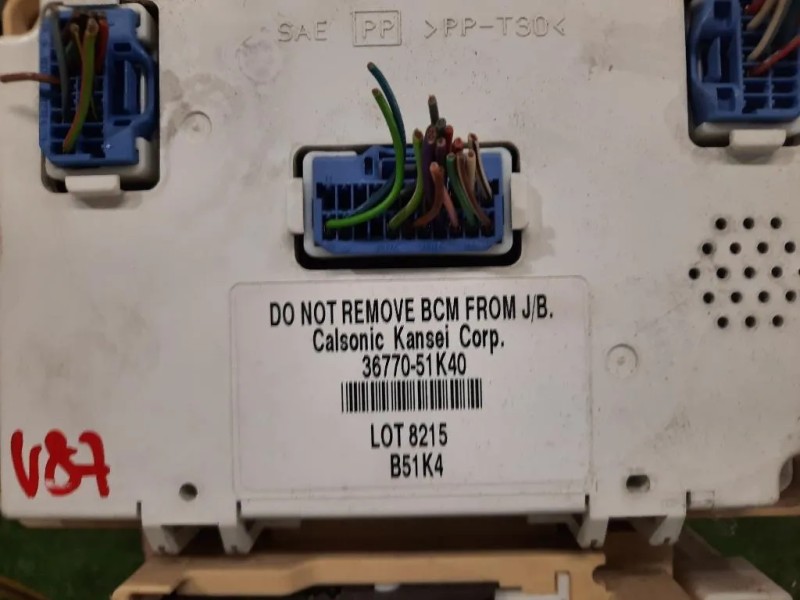 SAE PP >PP-T30<
DO NOT REMOVE BCM FROM J/B.
Calsonic Kansei Corp.
36770-51K40
LOT 8215
B51K4
V87